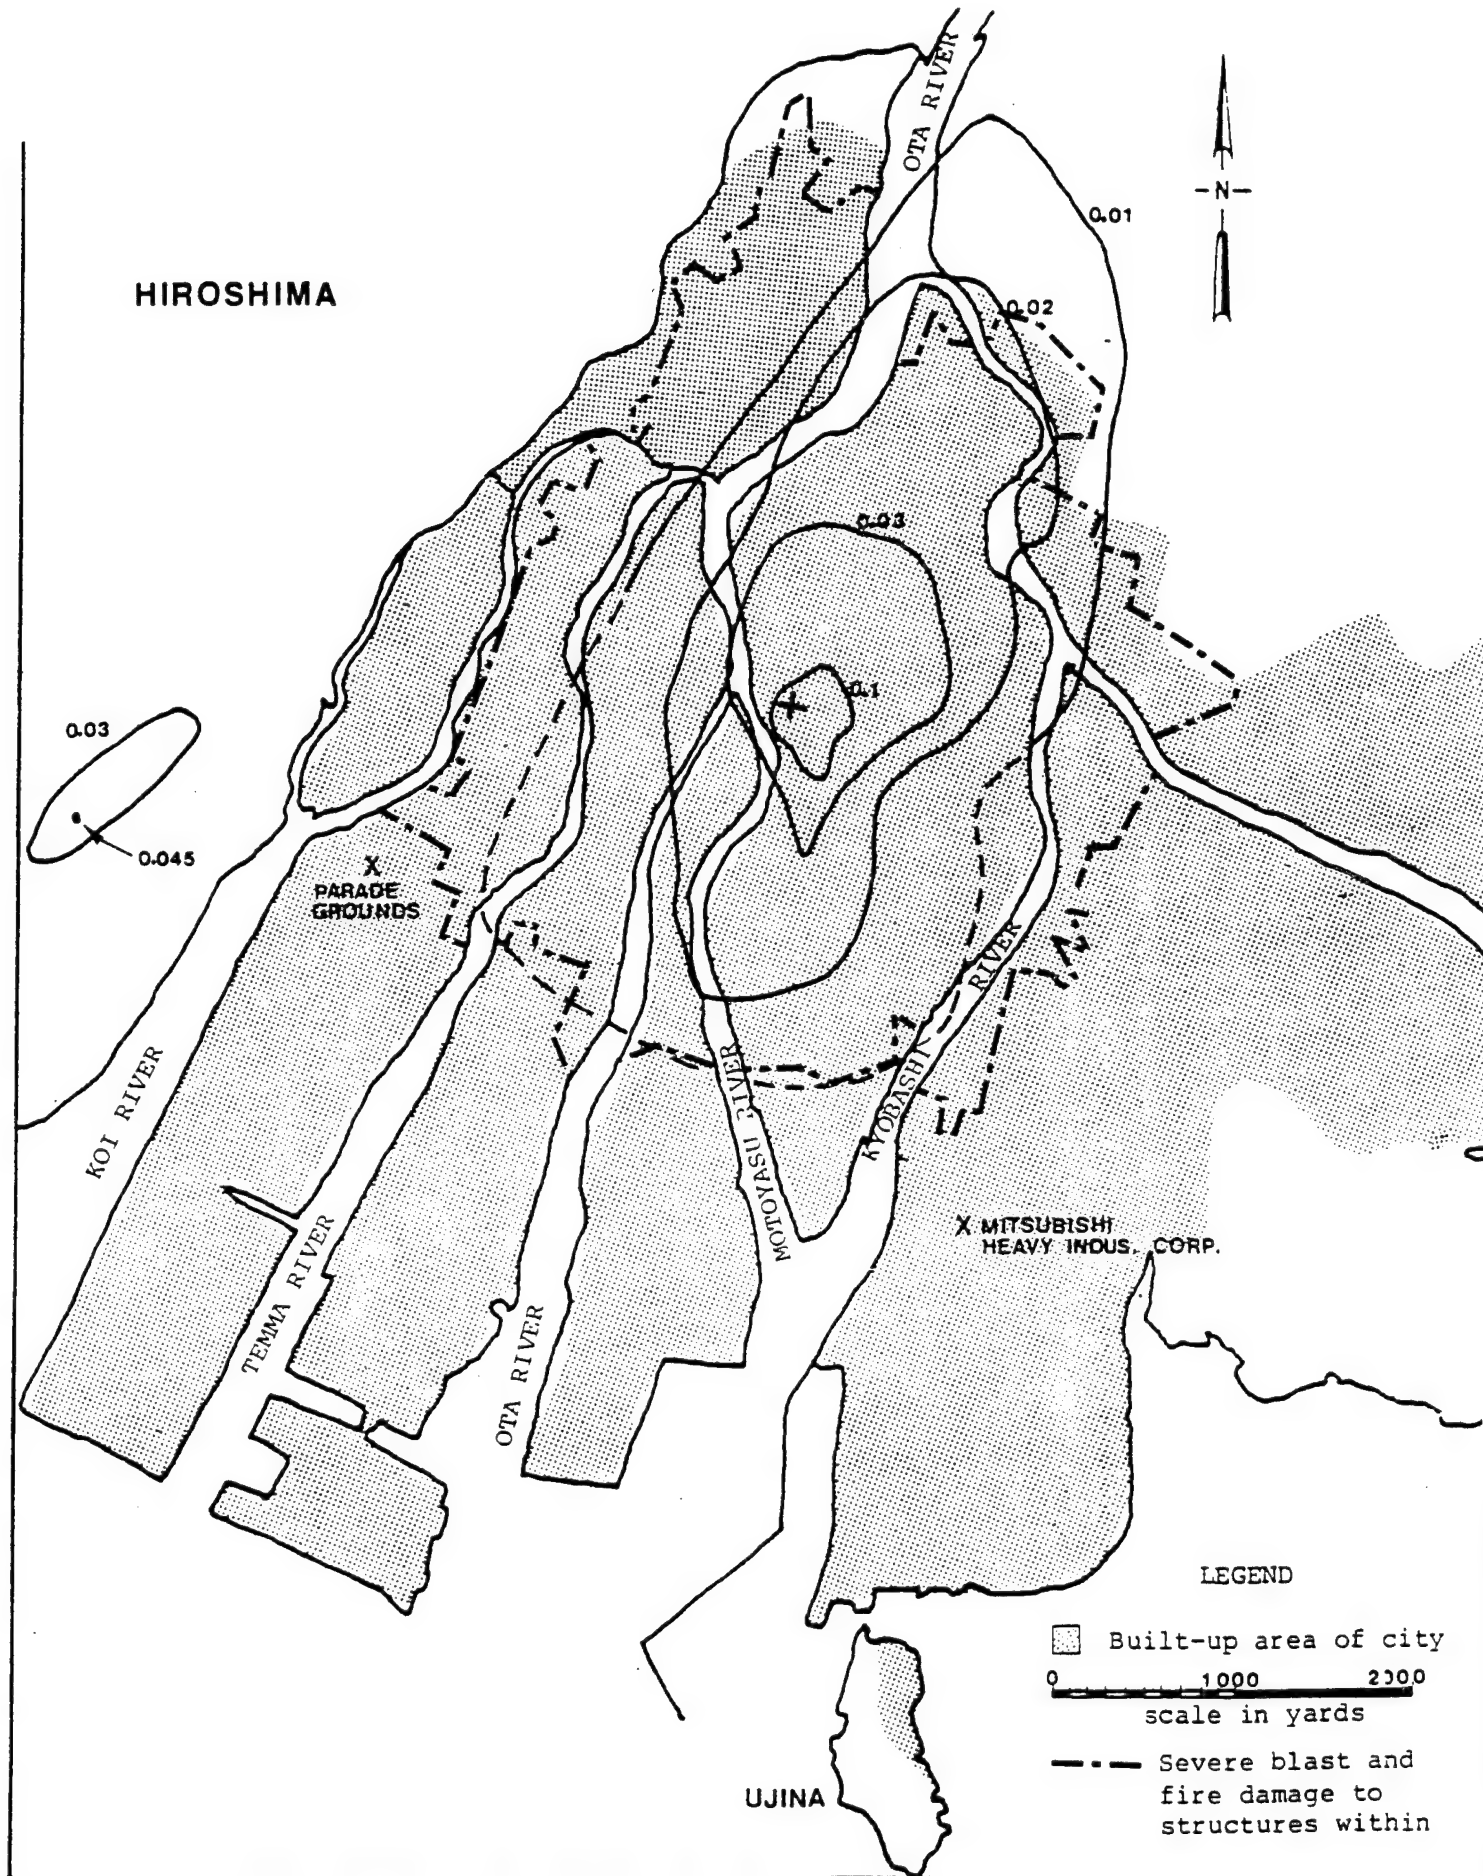 OTA RIVER
N
0.01
HIROSHIMA
0.02
0.03
0.1
0.03
0.045
X
PARADE
GROUNDS
RIVER
KYOBASHI
KOI RIVER
MOTOYASU RIVER
X MITSUBISHI
HEAVY INDUS. CORP.
TEMMA RIVER
OTA RIVER
LEGEND
Built-up area of city
0 1000 2000
scale in yards
Severe blast and
fire damage to
structures within
UJINA